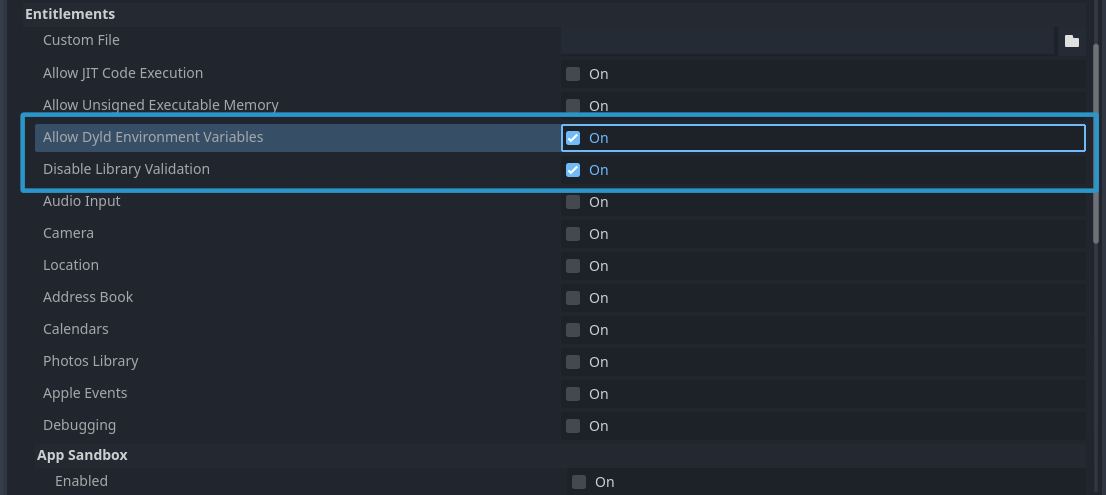 Entitlements
Custom File
Allow JIT Code Execution On
Allow Unsigned Executable Memory On
Allow Dyld Environment Variables On
Disable Library Validation On
Audio Input On
Camera On
Location On
Address Book On
Calendars On
Photos Library On
Apple Events On
Debugging On
App Sandbox
Enabled On